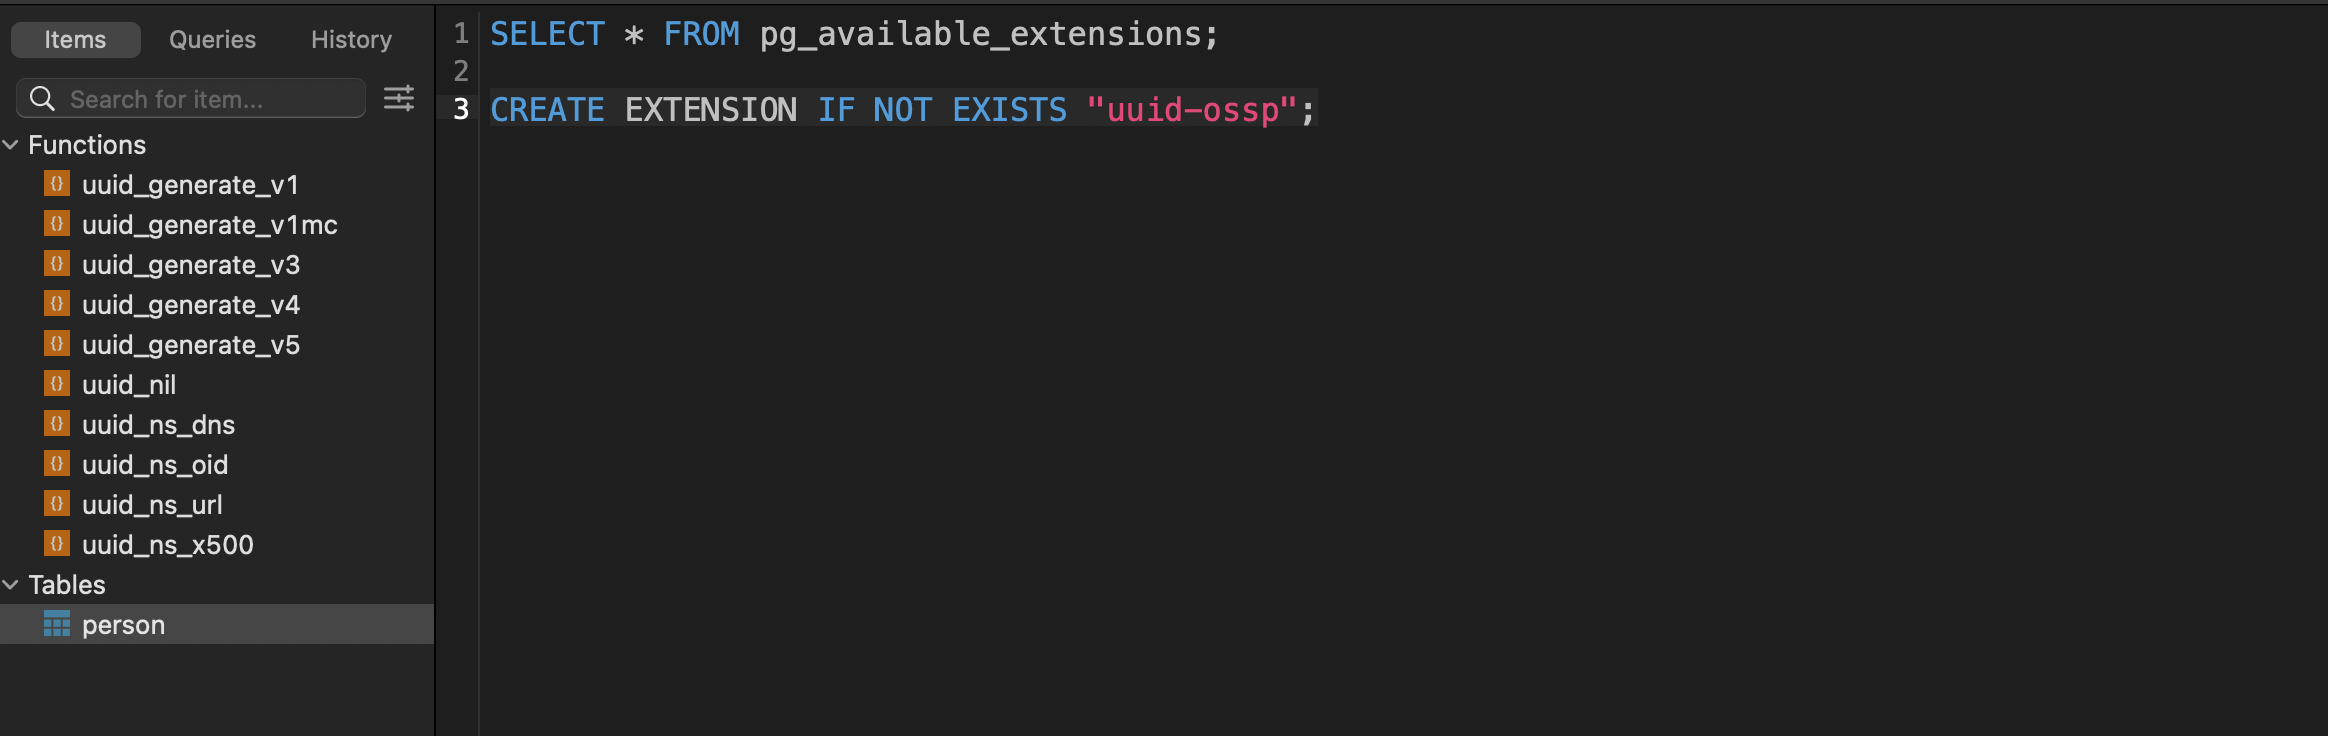 Items Queries History
Search for item...
Functions
uuid_generate_v1
uuid_generate_v1mc
uuid_generate_v3
uuid_generate_v4
uuid_generate_v5
uuid_nil
uuid_ns_dns
uuid_ns_oid
uuid_ns_url
uuid_ns_x500
Tables
person
1 SELECT * FROM pg_available_extensions;
2
3 CREATE EXTENSION IF NOT EXISTS "uuid-ossp";